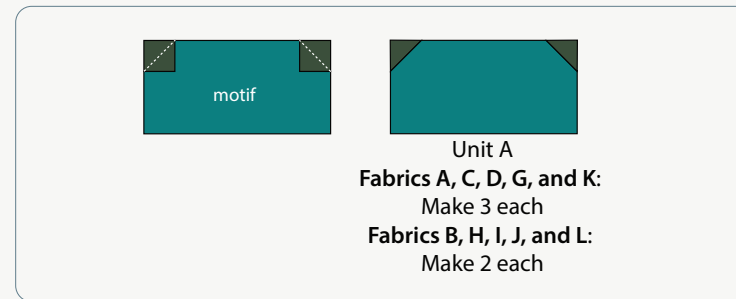 motif
Unit A
Fabrics A, C, D, G, and K:
Make 3 each
Fabrics B, H, I, J, and L:
Make 2 each